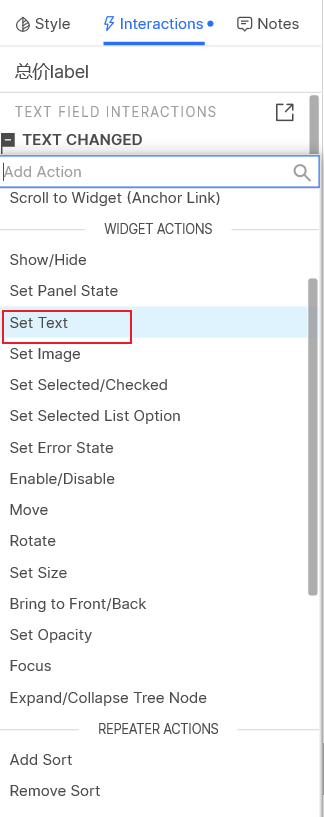 Style Interactions Notes
总价label
TEXT FIELD INTERACTIONS
TEXT CHANGED
Add Action
Scroll to Widget (Anchor Link)
WIDGET ACTIONS
Show/Hide
Set Panel State
Set Text
Set Image
Set Selected/Checked
Set Selected List Option
Set Error State
Enable/Disable
Move
Rotate
Set Size
Bring to Front/Back
Set Opacity
Focus
Expand/Collapse Tree Node
REPEATER ACTIONS
Add Sort
Remove Sort